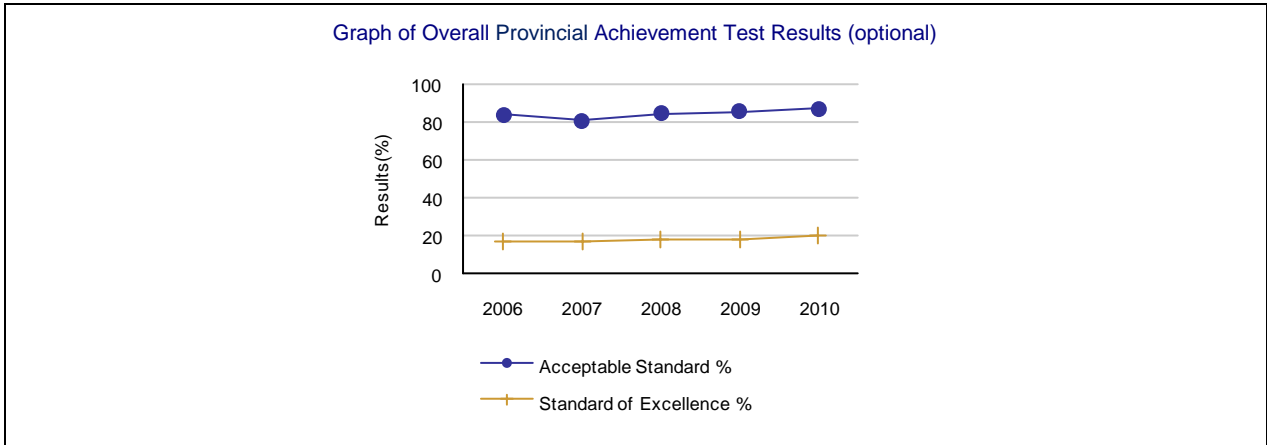 Graph of Overall Provincial Achievement Test Results (optional)
100
80
60
40
20
0
Results(%)
2006 2007 2008 2009 2010
Acceptable Standard %
Standard of Excellence %